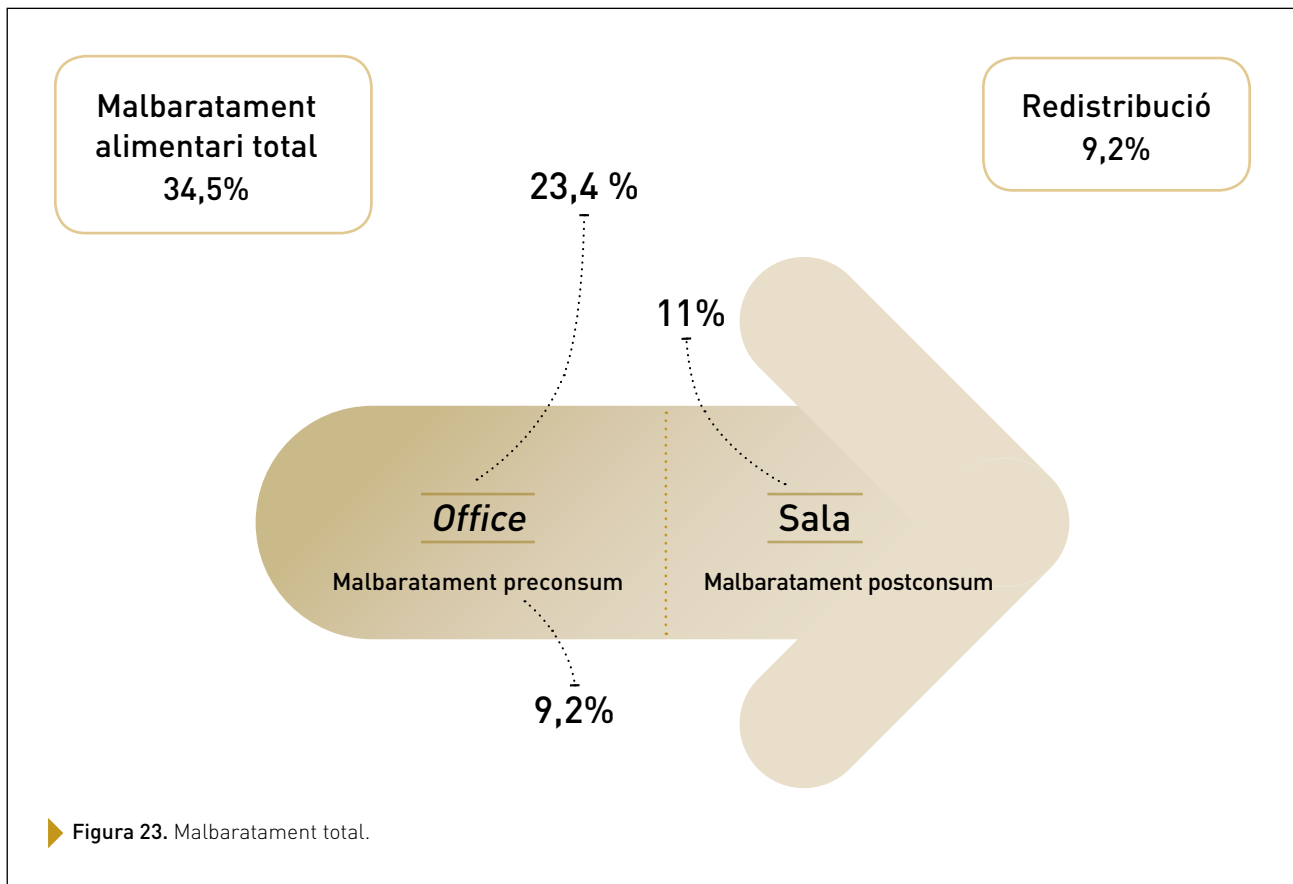 Malbaratament
alimentari total
34,5%
Redistribució
9,2%
23,4 %
11%
Office
Sala
Malbaratament preconsum
Malbaratament postconsum
9,2%
Figura 23. Malbaratament total.